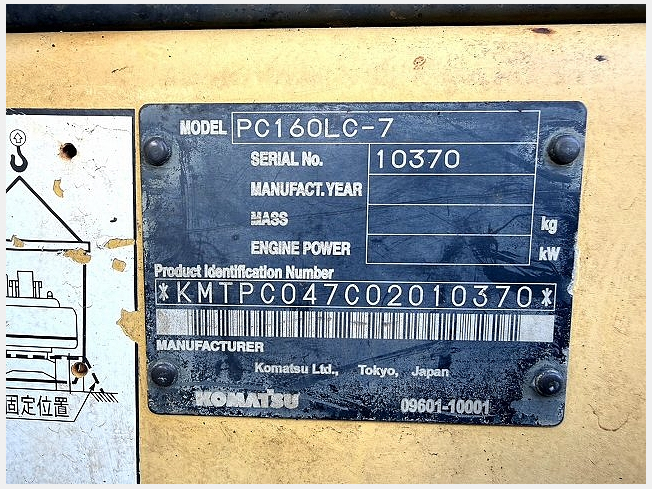 MODEL PC160LC-7
SERIAL No. 10370
MANUFACT. YEAR
MASS kg
ENGINE POWER kW
Product Identification Number
*KMTPC047C02010370*
MANUFACTURER
Komatsu Ltd., Tokyo, Japan
KOMATSU 09601-10001
固定位置